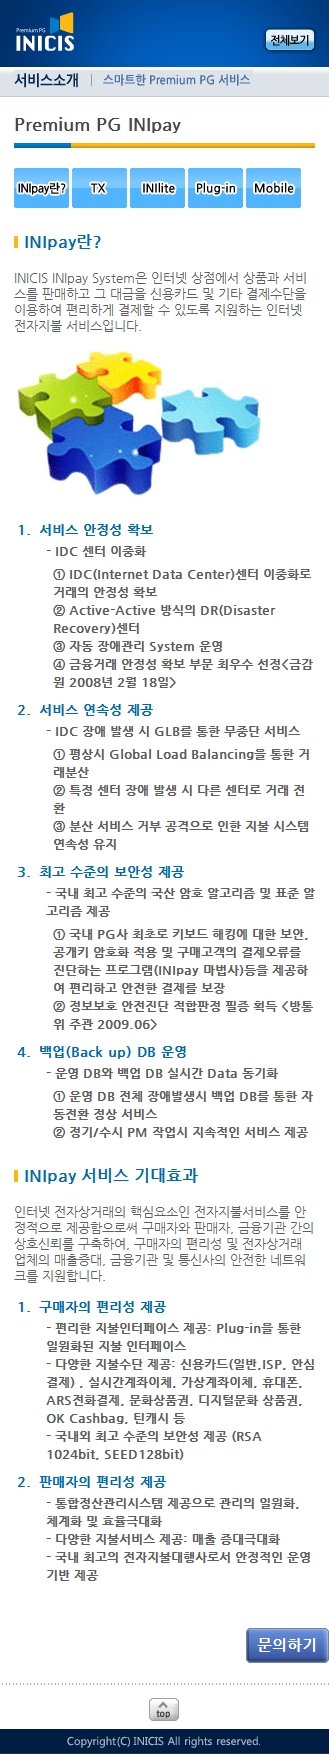 Premium PG
INICIS
전체보기
서비스소개 | 스마트한 Premium PG 서비스
Premium PG INIpay
INIpay란? TX INIlite Plug-in Mobile
INIpay란?
INICIS INIpay System은 인터넷 상점에서 상품과 서비
스를 판매하고 그 대금을 신용카드 및 기타 결제수단을
이용하여 편리하게 결제할 수 있도록 지원하는 인터넷
전자지불 서비스입니다.
1. 서비스 안정성 확보
- IDC 센터 이중화
① IDC(Internet Data Center)센터 이중화로
거래의 안정성 확보
② Active-Active 방식의 DR(Disaster
Recovery)센터
③ 자동 장애관리 System 운영
④ 금융거래 안정성 확보 부문 최우수 선정<금감
원 2008년 2월 18일>
2. 서비스 연속성 제공
- IDC 장애 발생 시 GLB를 통한 무중단 서비스
① 평상시 Global Load Balancing을 통한 거
래분산
② 특정 센터 장애 발생 시 다른 센터로 거래 전
환
③ 분산 서비스 거부 공격으로 인한 지불 시스템
연속성 유지
3. 최고 수준의 보안성 제공
- 국내 최고 수준의 국산 암호 알고리즘 및 표준 알
고리즘 제공
① 국내 PG사 최초로 키보드 해킹에 대한 보안,
공개키 암호화 적용 및 구매고객의 결제오류를
진단하는 프로그램(INIpay 마법사)등을 제공하
여 편리하고 안전한 결제를 보장
② 정보보호 안전진단 적합판정 필증 획득 <방통
위 주관 2009.06>
4. 백업(Back up) DB 운영
- 운영 DB와 백업 DB 실시간 Data 동기화
① 운영 DB 전체 장애발생시 백업 DB를 통한 자
동전환 정상 서비스
② 정기/수시 PM 작업시 지속적인 서비스 제공
INIpay 서비스 기대효과
인터넷 전자상거래의 핵심요소인 전자지불서비스를 안
정적으로 제공함으로써 구매자와 판매자, 금융기관 간의
상호신뢰를 구축하여, 구매자의 편리성 및 전자상거래
업체의 매출증대, 금융기관 및 통신사의 안전한 네트워
크를 지원합니다.
1. 구매자의 편리성 제공
- 편리한 지불인터페이스 제공: Plug-in을 통한
일원화된 지불 인터페이스
- 다양한 지불수단 제공: 신용카드(일반,ISP, 안심
결제) , 실시간계좌이체, 가상계좌이체, 휴대폰,
ARS전화결제, 문화상품권, 디지털문화 상품권,
OK Cashbag, 틴캐시 등
- 국내외 최고 수준의 보안성 제공 (RSA
1024bit, SEED128bit)
2. 판매자의 편리성 제공
- 통합정산관리시스템 제공으로 관리의 일원화,
체계화 및 효율극대화
- 다양한 지불서비스 제공: 매출 증대극대화
- 국내 최고의 전자지불대행사로서 안정적인 운영
기반 제공
문의하기
top
Copyright(C) INICIS All rights reserved.